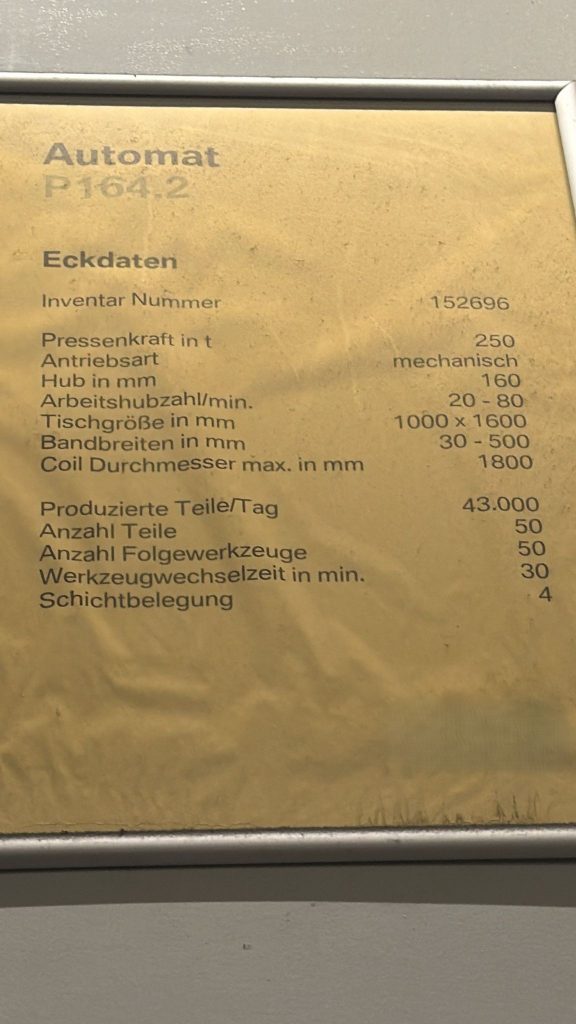 Automat
P164.2
Eckdaten
Inventar Nummer 152696
Pressenkraft in t 250
Antriebsart mechanisch
Hub in mm 160
Arbeitshubzahl/min. 20 - 80
Tischgröße in mm 1000 x 1600
Bandbreiten in mm 30 - 500
Coil Durchmesser max. in mm 1800
Produzierte Teile/Tag 43.000
Anzahl Teile 50
Anzahl Folgewerkzeuge 50
Werkzeugwechselzeit in min. 30
Schichtbelegung 4